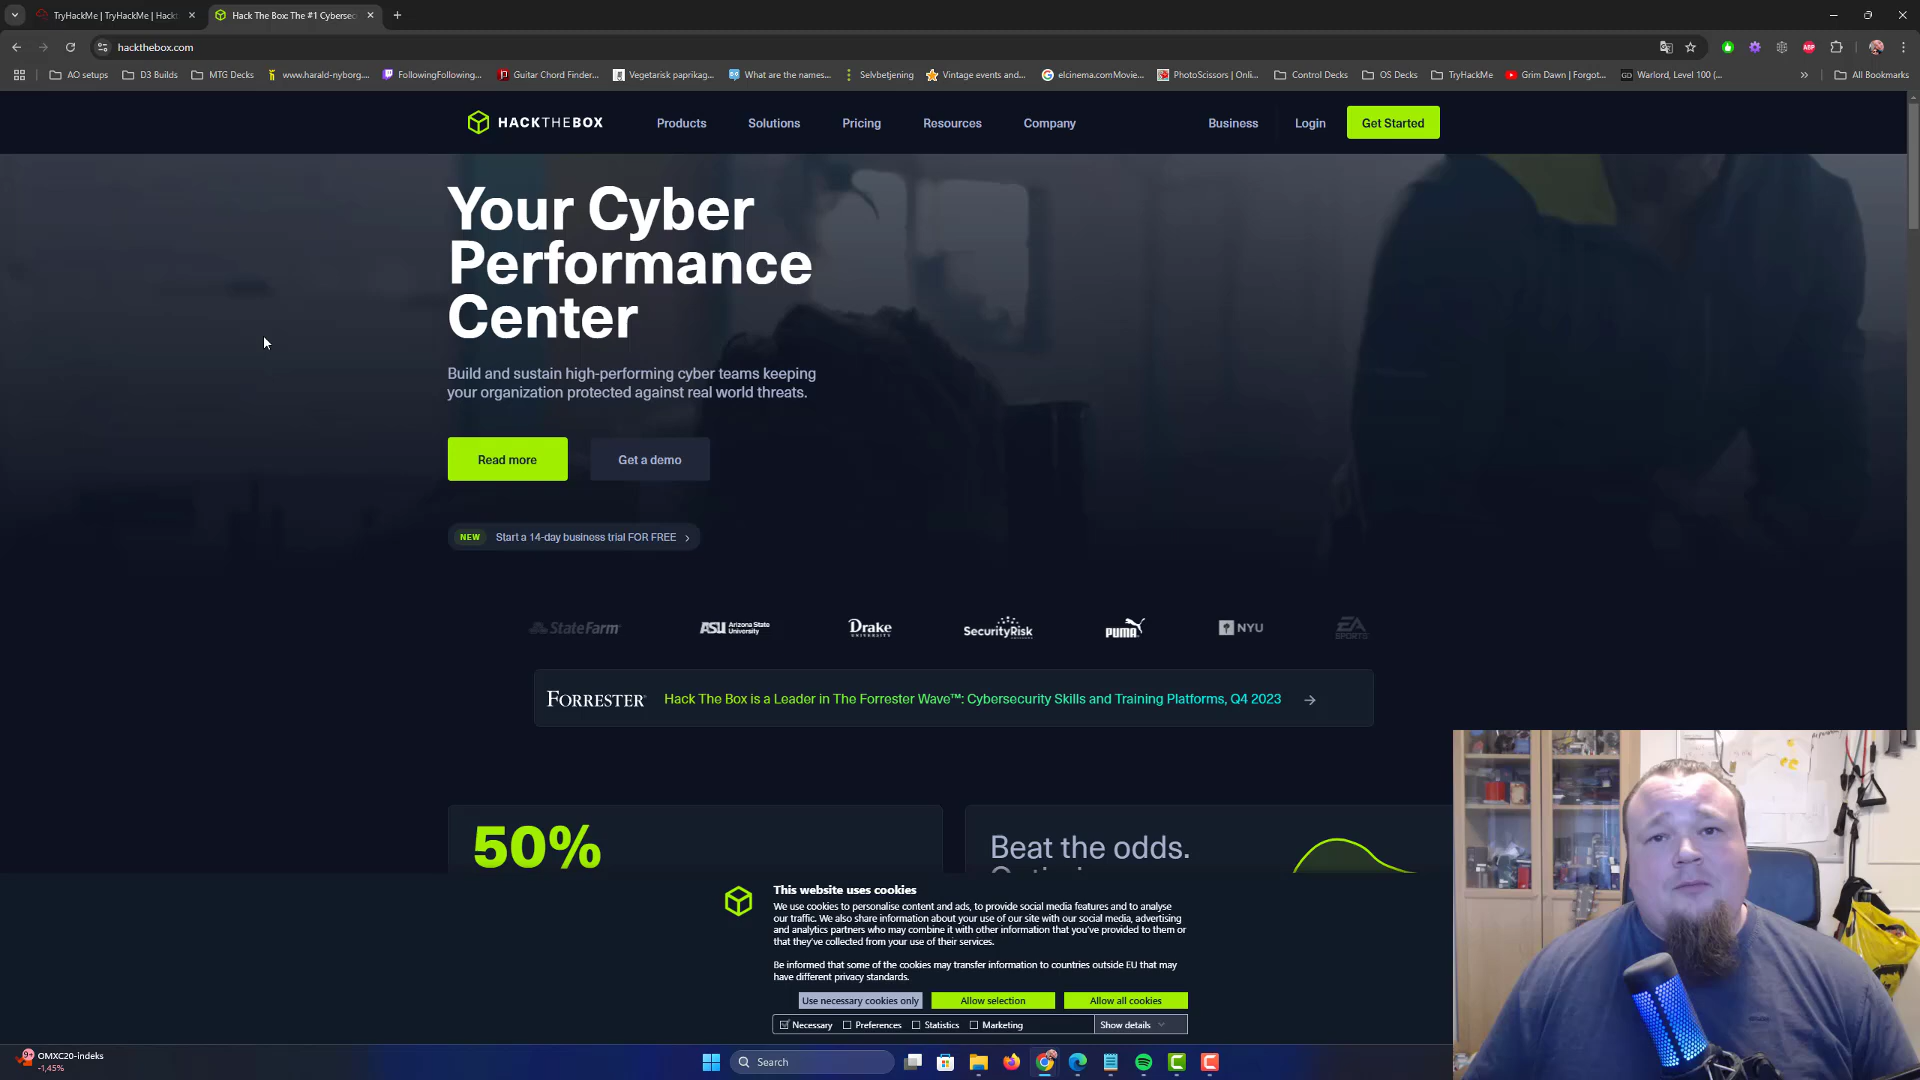 TryHackMe | TryHackMe | Hacki
Hack The Box: The #1 Cybersec
hackthebox.com
AO setups
D3 Builds
MTG Decks
www.harald-nyborg....
FollowingFollowing...
Guitar Chord Finder...
Vegetarisk paprikag...
What are the names...
Selvbetjening
Vintage events and...
elcinema.comMovie...
PhotoScissors | Onli...
Control Decks
OS Decks
TryHackMe
Grim Dawn | Forgot...
GD
Warlord, Level 100 (...
»
All Bookmarks
ABP
HACKTHEBOX
Products
Solutions
Pricing
Resources
Company
Business
Login
Get Started
Your Cyber
Performance
Center
Build and sustain high-performing cyber teams keeping
your organization protected against real world threats.
Read more
Get a demo
NEW Start a 14-day business trial FOR FREE
StateFarm
ASU Arizona State University
Drake
UNIVERSITY
SecurityRisk
PUMA
NYU
EA
SPORTS
FORRESTER®
Hack The Box is a Leader in The Forrester Wave™: Cybersecurity Skills and Training Platforms, Q4 2023
50%
Beat the odds.
This website uses cookies
We use cookies to personalise content and ads, to provide social media features and to analyse
our traffic. We also share information about your use of our site with our social media, advertising
and analytics partners who may combine it with other information that you've provided to them or
that they've collected from your use of their services.
Be informed that some of the cookies may transfer information to countries outside EU that may
have different privacy standards.
Use necessary cookies only
Allow selection
Allow all cookies
Necessary
Preferences
Statistics
Marketing
Show details
9+
OMXC20-indeks
-1,45%
Search